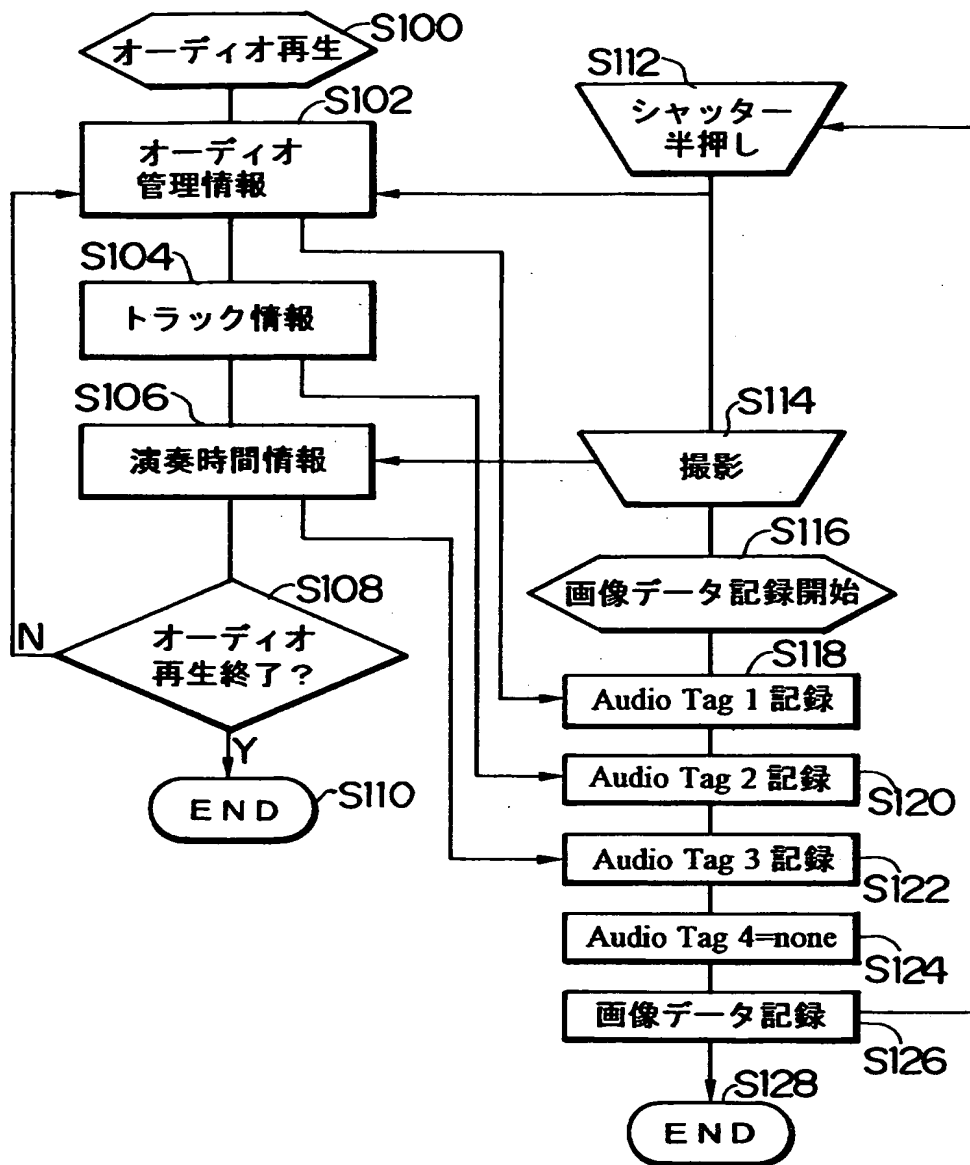 オーディオ再生
S100
S102
オーディオ
管理情報
S104
トラック情報
S106
演奏時間情報
S108
オーディオ
再生終了?
N
Y
END
S110
S112
シャッター
半押し
S114
撮影
S116
画像データ記録開始
S118
Audio Tag 1 記録
Audio Tag 2 記録
S120
Audio Tag 3 記録
S122
Audio Tag 4=none
S124
画像データ記録
S126
S128
END